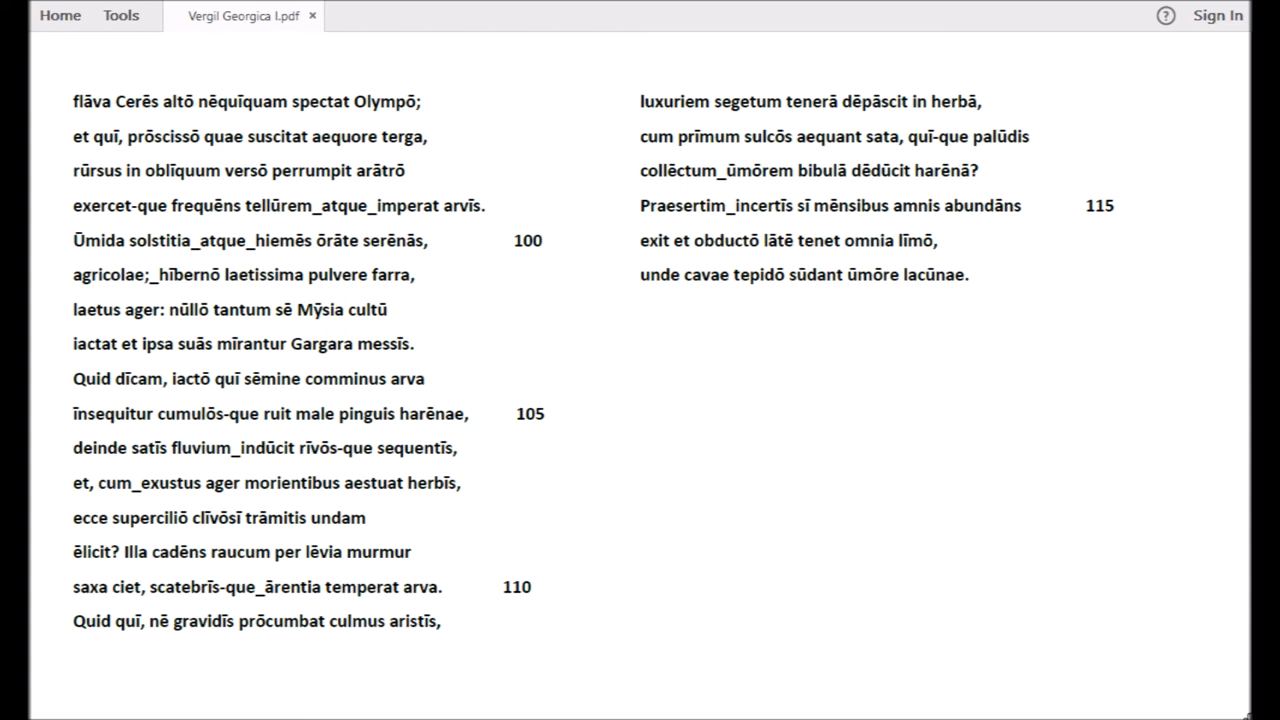 Home Tools Vergil Georgica I.pdf × ? Sign In
flāva Cerēs altō nēquīquam spectat Olympō;
et quī, prōscissō quae suscitat aequore terga,
rūrsus in oblīquum versō perrumpit arātrō
exercet-que frequēns tellūrem_atque_imperat arvīs.
Ūmida solstitia_atque_hiemēs ōrāte serēnās, 100
agricolae;_hībernō laetissima pulvere farra,
laetus ager: nūllō tantum sē Mȳsia cultū
iactat et ipsa suās mīrantur Gargara messīs.
Quid dīcam, iactō quī sēmine comminus arva
īnsequitur cumulōs-que ruit male pinguis harēnae, 105
deinde satīs fluvium_indūcit rīvōs-que sequentīs,
et, cum_exustus ager morientibus aestuat herbīs,
ecce superciliō clīvōsī trāmitis undam
ēlicit? Illa cadēns raucum per lēvia murmur
saxa ciet, scatebrīs-que_ārentia temperat arva. 110
Quid quī, nē gravidīs prōcumbat culmus aristīs,
luxuriem segetum tenerā dēpāscit in herbā,
cum prīmum sulcōs aequant sata, quī-que palūdis
collēctum_ūmōrem bibulā dēdūcit harēnā?
Praesertim_incertīs sī mēnsibus amnis abundāns 115
exit et obductō lātē tenet omnia līmō,
unde cavae tepidō sūdant ūmōre lacūnae.